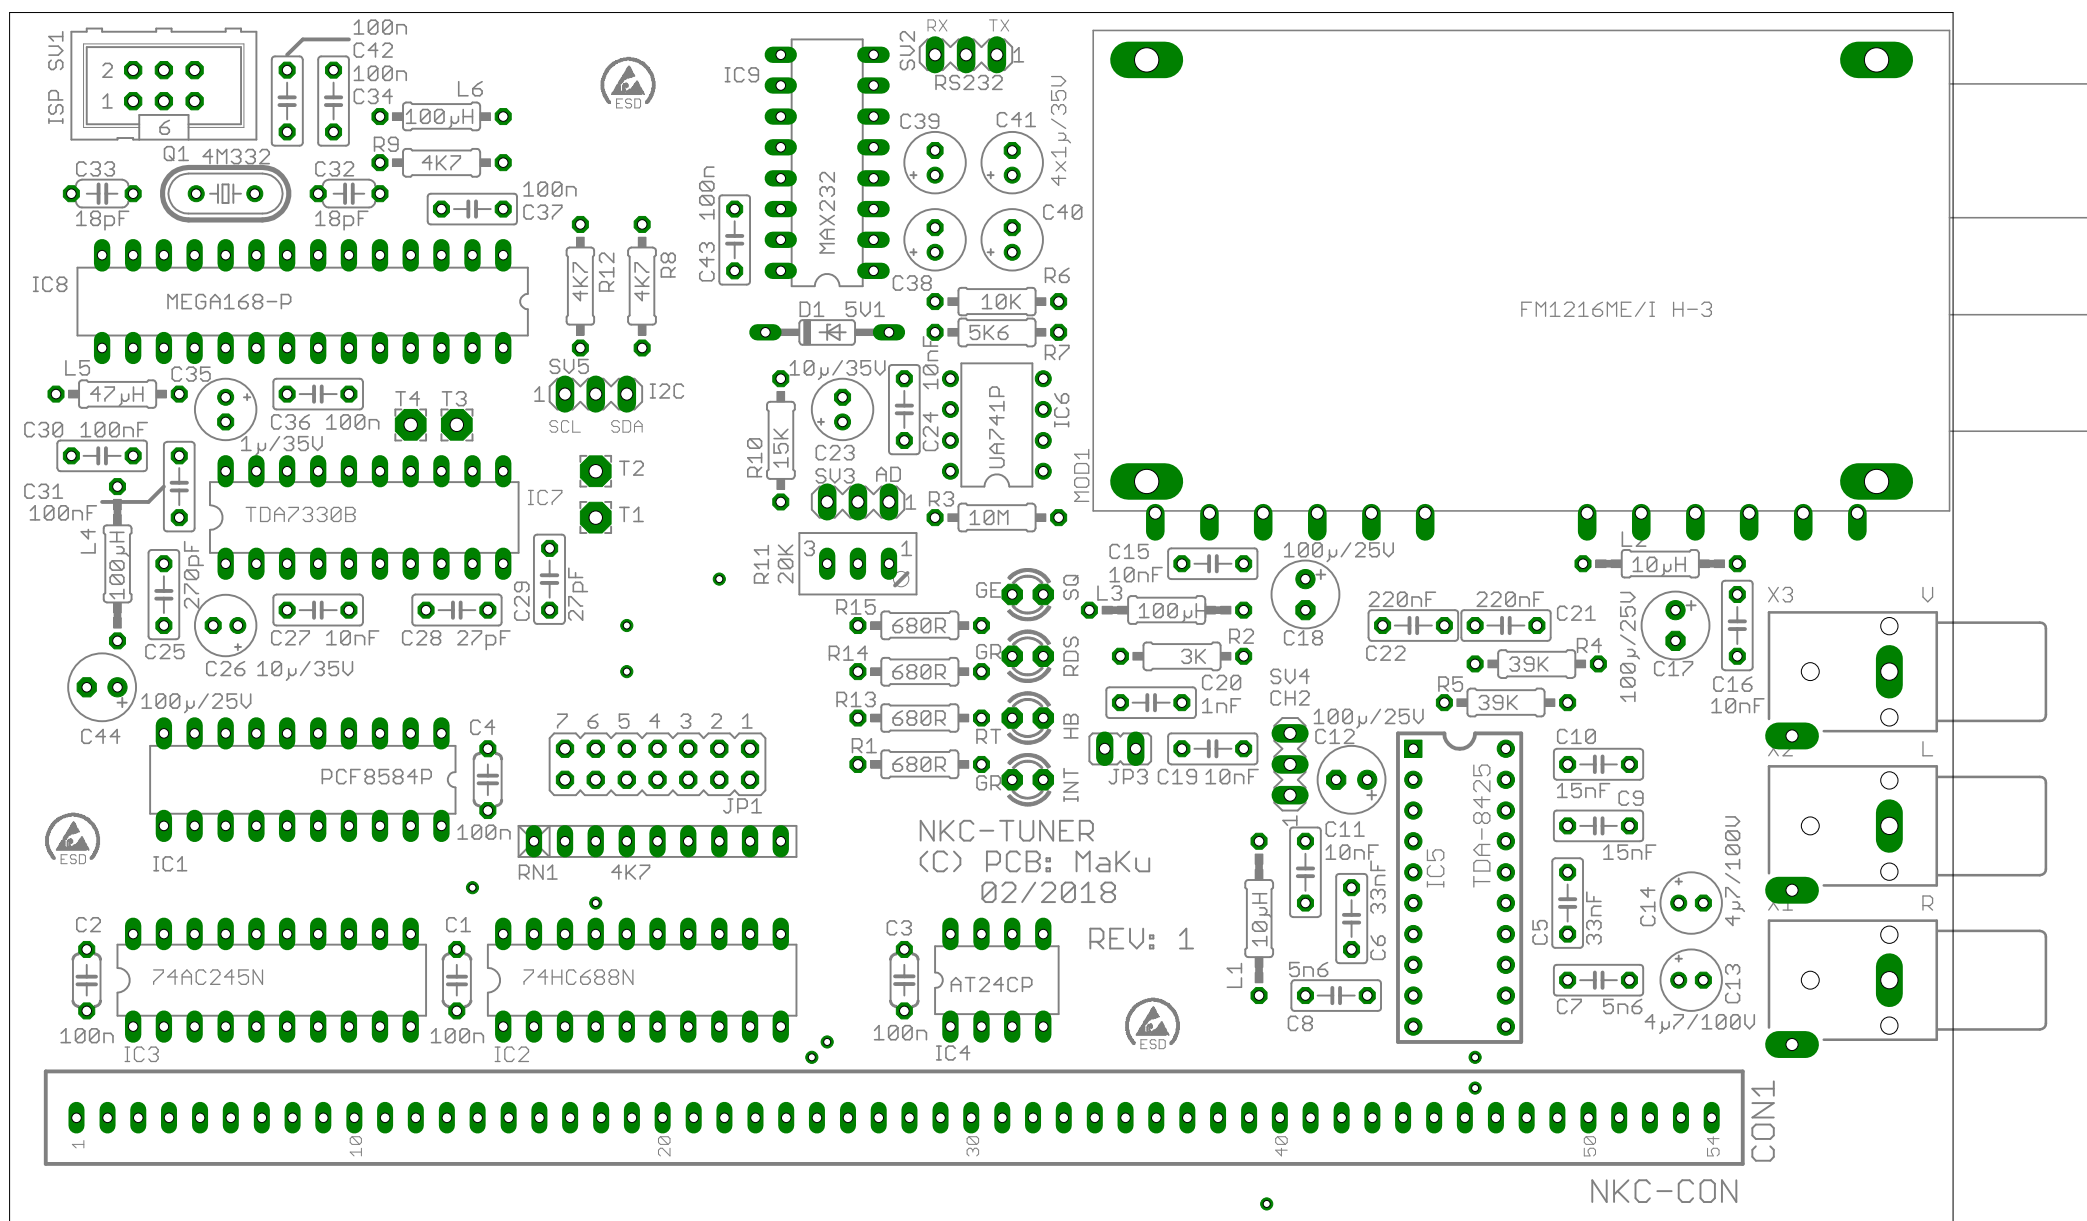 ISP SV1
2
1
6
100n
C42
100n
C34
L6
100µH
R9
4K7
Q1 4M332
C33
18pF
C32
18pF
100n
C37
ESD
IC9
MAX232
SV2
RX TX
1
RS232
C39
C41
4x1µ/35V
C38
C40
C43 100n
IC8
MEGA168-P
4K7
R12
4K7
R8
D1 5V1
R6
10K
5K6
R7
FM1216ME/I H-3
MOD1
L5
47µH
C35
1µ/35V
C36 100n
T4 T3
SV5
1
I2C
SCL SDA
10µ/35V
C23
10nF
C24
UA741P
IC6
R10
15K
C30 100nF
C31
100nF
L4
100µH
TDA7330B
IC7
T2
T1
SV3 AD
1
R3
10M
R11
20K
3 1
270pF
C25
C26 10µ/35V
C27 10nF
C28 27pF
C29
27pF
C44
100µ/25V
GE SQ
GR RDS
RT HB
GR INT
R15
680R
R14
680R
R13
680R
R1
680R
C15
10nF
L3
100µH
100µ/25V
C18
R2
3K
C20
1nF
JP3
C19 10nF
SV4
CH2
1
100µ/25V
C12
220nF
C22
220nF
C21
R4
39K
R5
39K
L2
10µH
100µ/25V
C17
C16
10nF
X3 V
X2 L
X1 R
PCF8584P
IC1
C4
100n
7 6 5 4 3 2 1
JP1
RN1 4K7
ESD
NKC-TUNER
(C) PCB: MaKu
02/2018
REV: 1
C11
10nF
10µH
L1
33nF
C6
5n6
C8
IC5
TDA-8425
C10
15nF
C9
15nF
C5
33nF
C7 5n6
C14
4µ7/100V
C13
4µ7/100V
C2
100n
74AC245N
IC3
C1
100n
74HC688N
IC2
C3
100n
AT24CP
IC4
ESD
1 10 20 30 40 50 54
CON1
NKC-CON